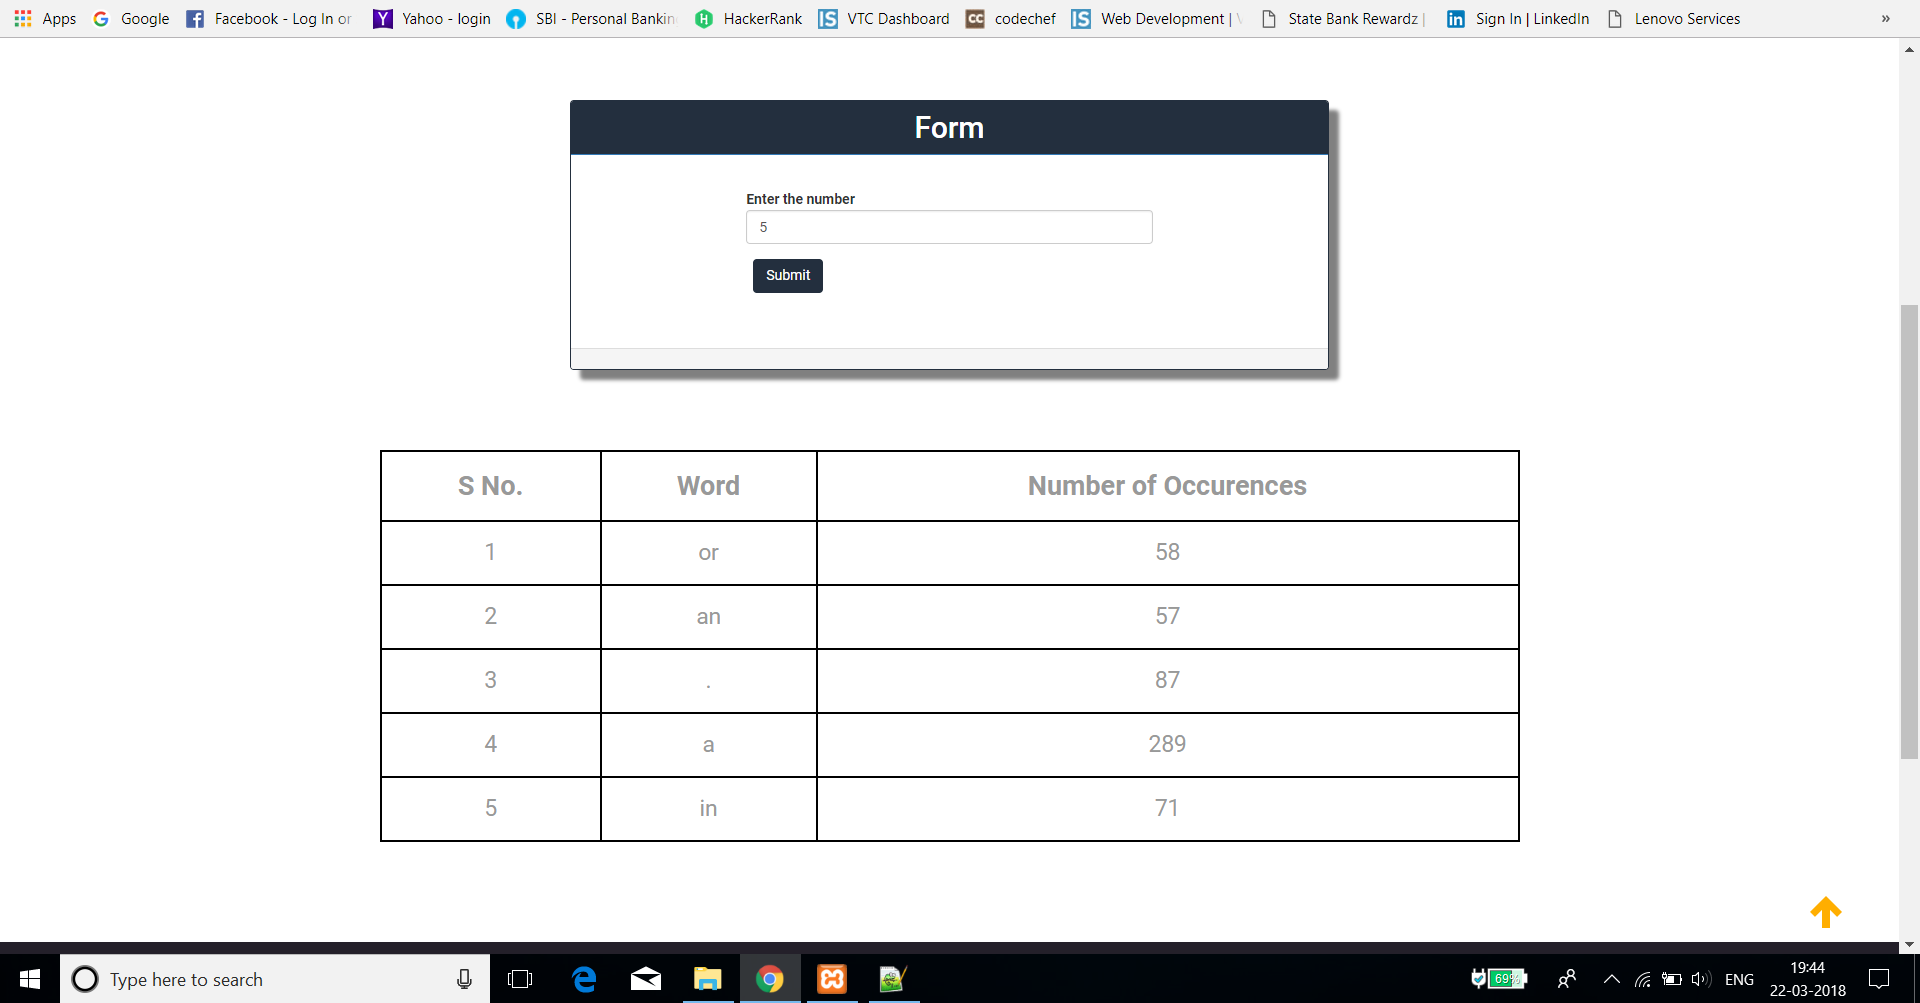 Apps Google Facebook - Log In or Yahoo - login SBI - Personal Bankin HackerRank VTC Dashboard codechef Web Development | State Bank Rewardz | Sign In | LinkedIn Lenovo Services »
Form
Enter the number
5
Submit
S No. Word Number of Occurences
1 or 58
2 an 57
3 . 87
4 a 289
5 in 71
Type here to search 69% ENG 19:44
22-03-2018